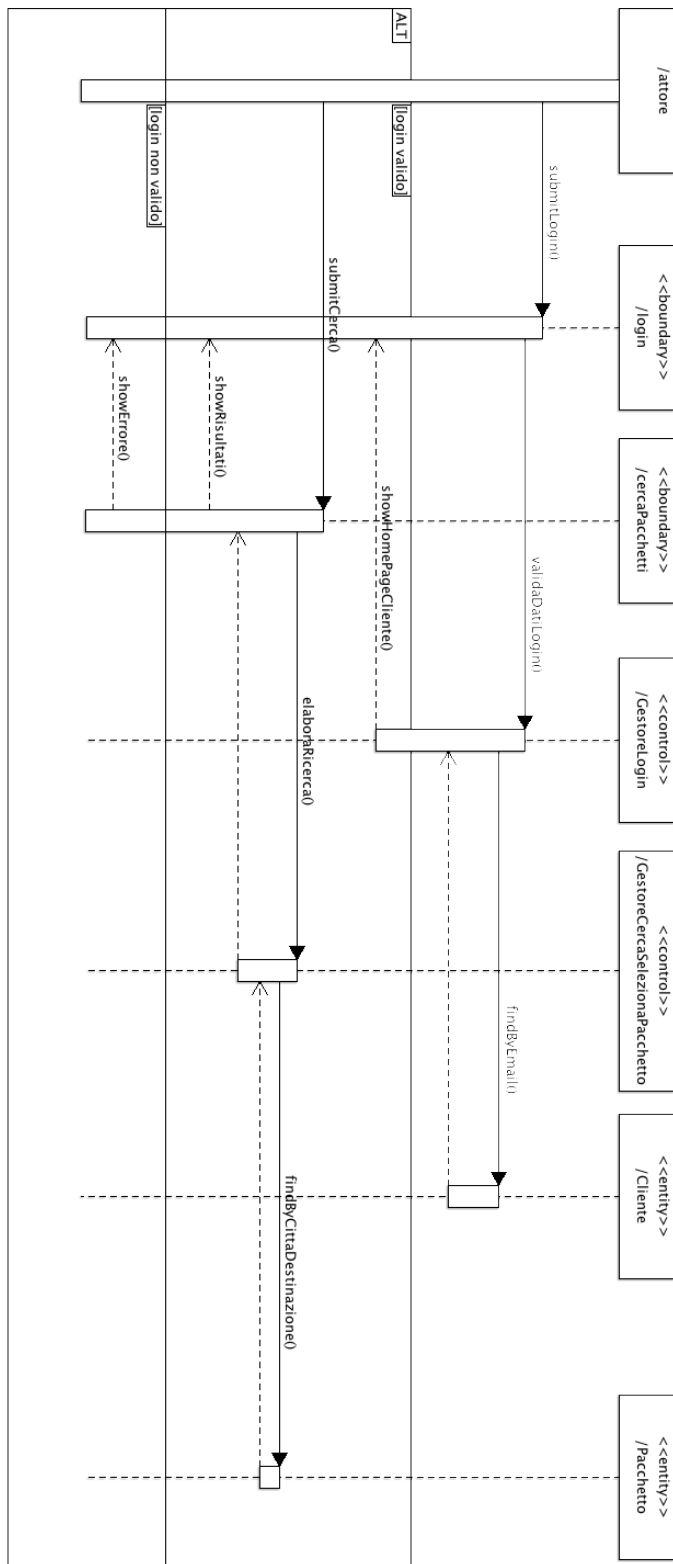 /attore
<<boundary>>
/login
<<boundary>>
/cercaPacchetti
<<control>>
/GestoreLogin
<<control>>
/GestoreCercaSelezionaPacchetto
<<entity>>
/Cliente
<<entity>>
/Pacchetto
submitLogin()
validaDatiLogin()
findByEmail()
ALT
[login valido]
showHomePageCliente()
submitCerca()
elaboraRicerca()
findByCittaDestinazione()
showRisultati()
[login non valido]
showErrore()